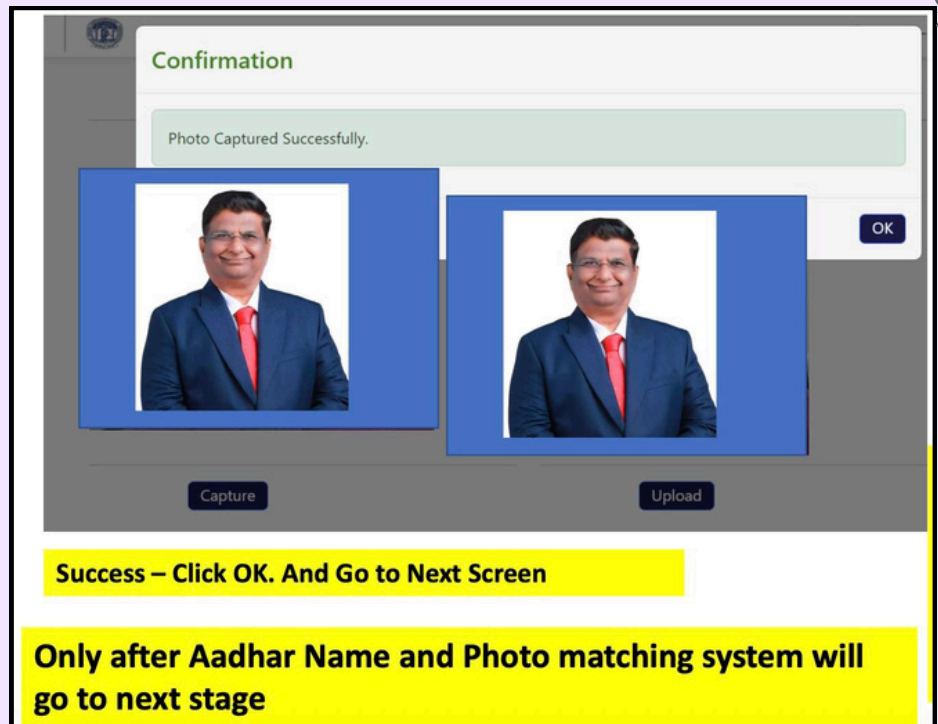 Confirmation
Photo Captured Successfully.
OK
Capture
Upload
Success – Click OK. And Go to Next Screen
Only after Aadhar Name and Photo matching system will
go to next stage